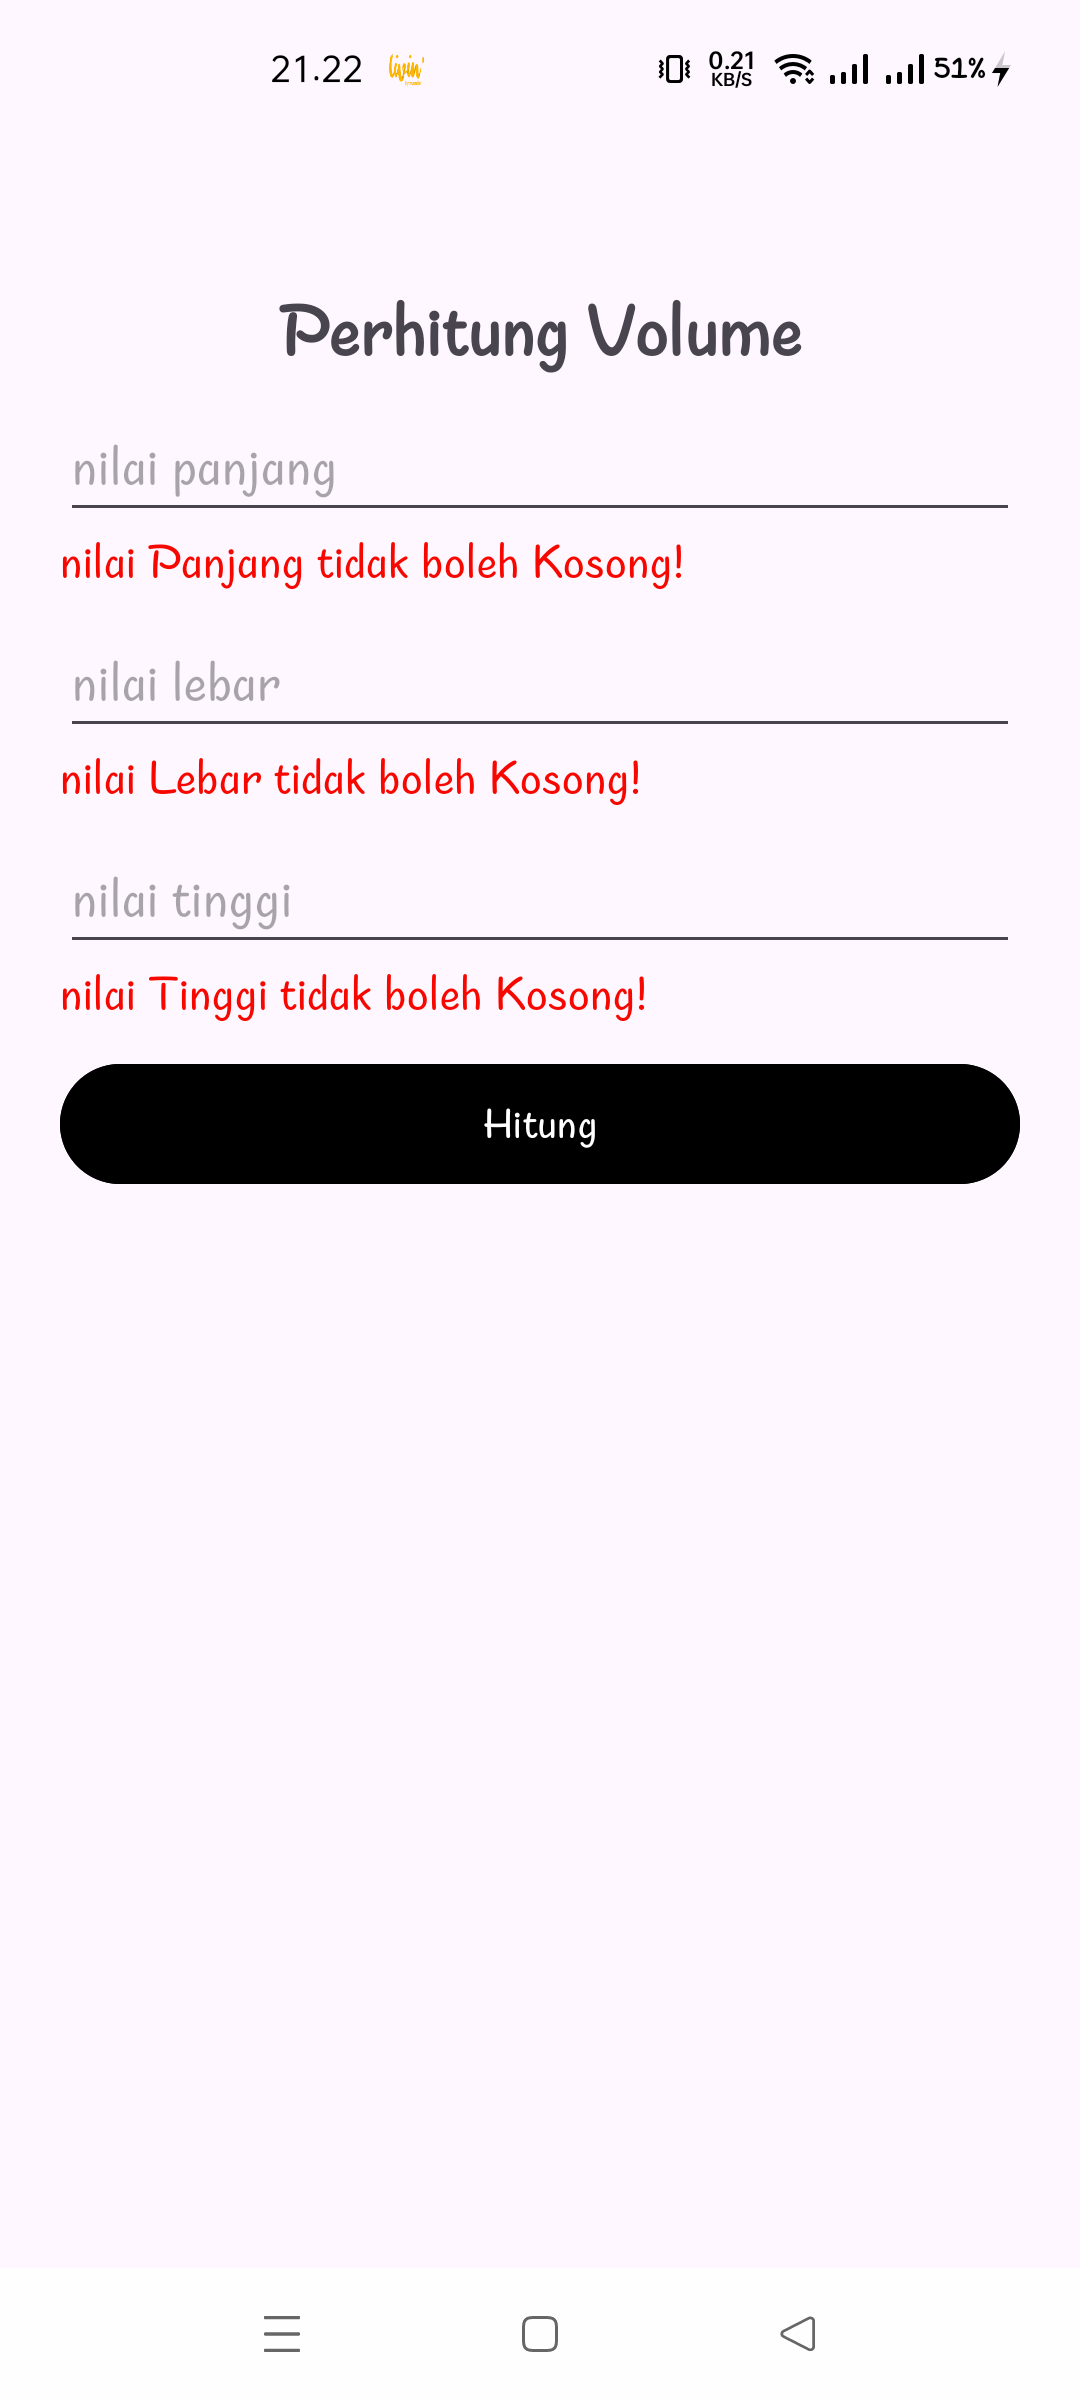 21.22 livin' 0.21 KB/S 51%
Perhitung Volume
nilai panjang
nilai Panjang tidak boleh Kosong!
nilai lebar
nilai Lebar tidak boleh Kosong!
nilai tinggi
nilai Tinggi tidak boleh Kosong!
Hitung